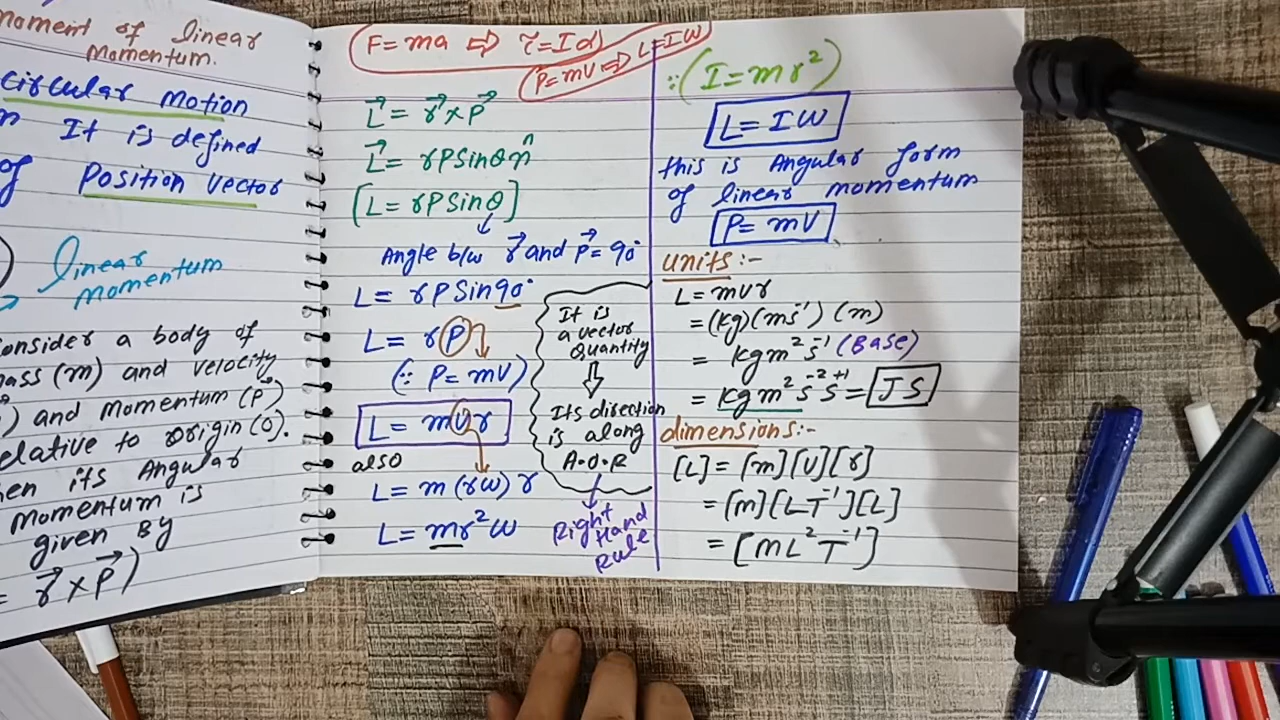 Moment of linear
Momentum.
circular Motion
It is defined
of Position vector
linear
momentum
onsider a body of
mass (m) and velocity
) and momentum (P⃗)
elative to origin (o).
hen its Angular
momentum is
given By
= r⃗ × P⃗)
F = ma ⇒ τ = Iα
P = mv ⇒ L = Iω
L⃗ = r⃗ × P⃗
L⃗ = rPSinθ n̂
[L = rPSinθ]
Angle b/w r⃗ and P⃗ = 90°
L = rPSin90°
L = rP
(∵ P = mv)
L = mvr
also
L = m(rω)r
L = mr²ω
It is
a vector
Quantity
⇓
Its direction
is along
A.O.R
Right
Hand
Rule
∵ (I = mr²)
L = Iω
this is Angular form
of linear momentum
P = mv
units :-
L = mvr
= (kg)(ms⁻¹)(m)
= kgm²s⁻¹ (Base)
= kgm²s⁻²s⁺¹ = JS
dimensions :-
[L] = [m][v][r]
= [m][LT⁻¹][L]
= [mL²T⁻¹]